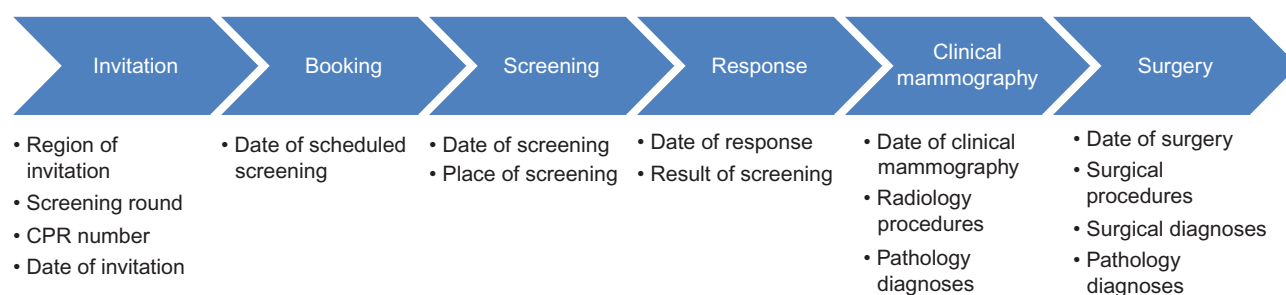 Invitation
Booking
Screening
Response
Clinical
mammography
Surgery
• Region of
invitation
• Screening round
• CPR number
• Date of invitation
• Date of scheduled
screening
• Date of screening
• Place of screening
• Date of response
• Result of screening
• Date of clinical
mammography
• Radiology
procedures
• Pathology
diagnoses
• Date of surgery
• Surgical
procedures
• Surgical diagnoses
• Pathology
diagnoses